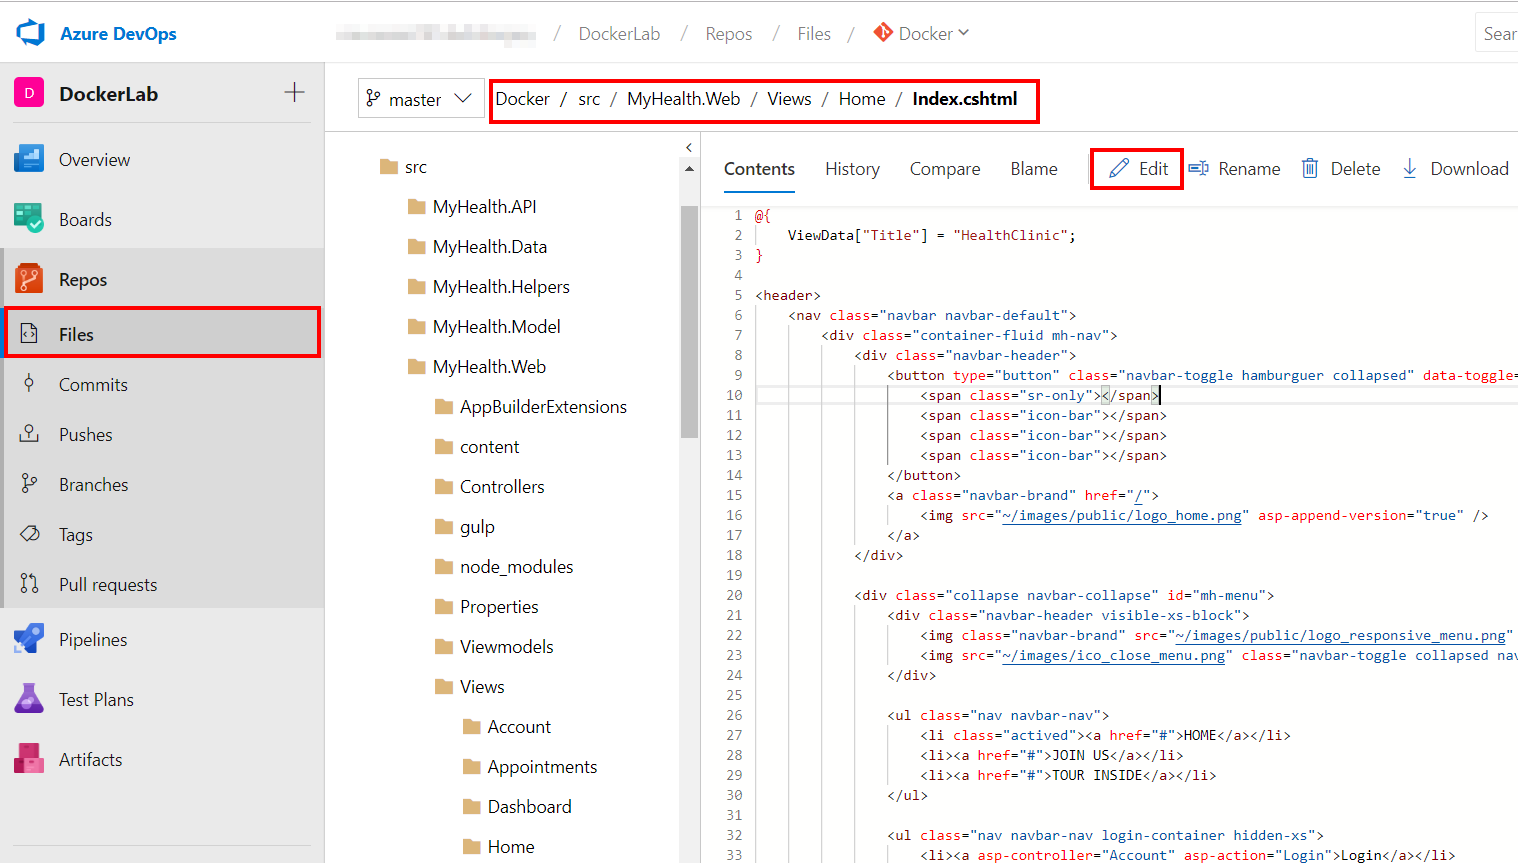 Azure DevOps
/ DockerLab / Repos / Files / Docker
Sear
D DockerLab
Overview
Boards
Repos
Files
Commits
Pushes
Branches
Tags
Pull requests
Pipelines
Test Plans
Artifacts
master
Docker / src / MyHealth.Web / Views / Home / Index.cshtml
src
MyHealth.API
MyHealth.Data
MyHealth.Helpers
MyHealth.Model
MyHealth.Web
AppBuilderExtensions
content
Controllers
gulp
node_modules
Properties
Viewmodels
Views
Account
Appointments
Dashboard
Home
Contents History Compare Blame Edit Rename Delete Download
1 @{
2 ViewData["Title"] = "HealthClinic";
3 }
4
5 <header>
6 <nav class="navbar navbar-default">
7 <div class="container-fluid mh-nav">
8 <div class="navbar-header">
9 <button type="button" class="navbar-toggle hamburguer collapsed" data-toggle=
10 <span class="sr-only"></span>
11 <span class="icon-bar"></span>
12 <span class="icon-bar"></span>
13 <span class="icon-bar"></span>
14 </button>
15 <a class="navbar-brand" href="/">
16 <img src="~/images/public/logo_home.png" asp-append-version="true" />
17 </a>
18 </div>
19
20 <div class="collapse navbar-collapse" id="mh-menu">
21 <div class="navbar-header visible-xs-block">
22 <img class="navbar-brand" src="~/images/public/logo_responsive_menu.png"
23 <img src="~/images/ico_close_menu.png" class="navbar-toggle collapsed nav
24 </div>
25
26 <ul class="nav navbar-nav">
27 <li class="actived"><a href="#">HOME</a></li>
28 <li><a href="#">JOIN US</a></li>
29 <li><a href="#">TOUR INSIDE</a></li>
30 </ul>
31
32 <ul class="nav navbar-nav login-container hidden-xs">
33 <li><a asp-controller="Account" asp-action="Login">Login</a></li>